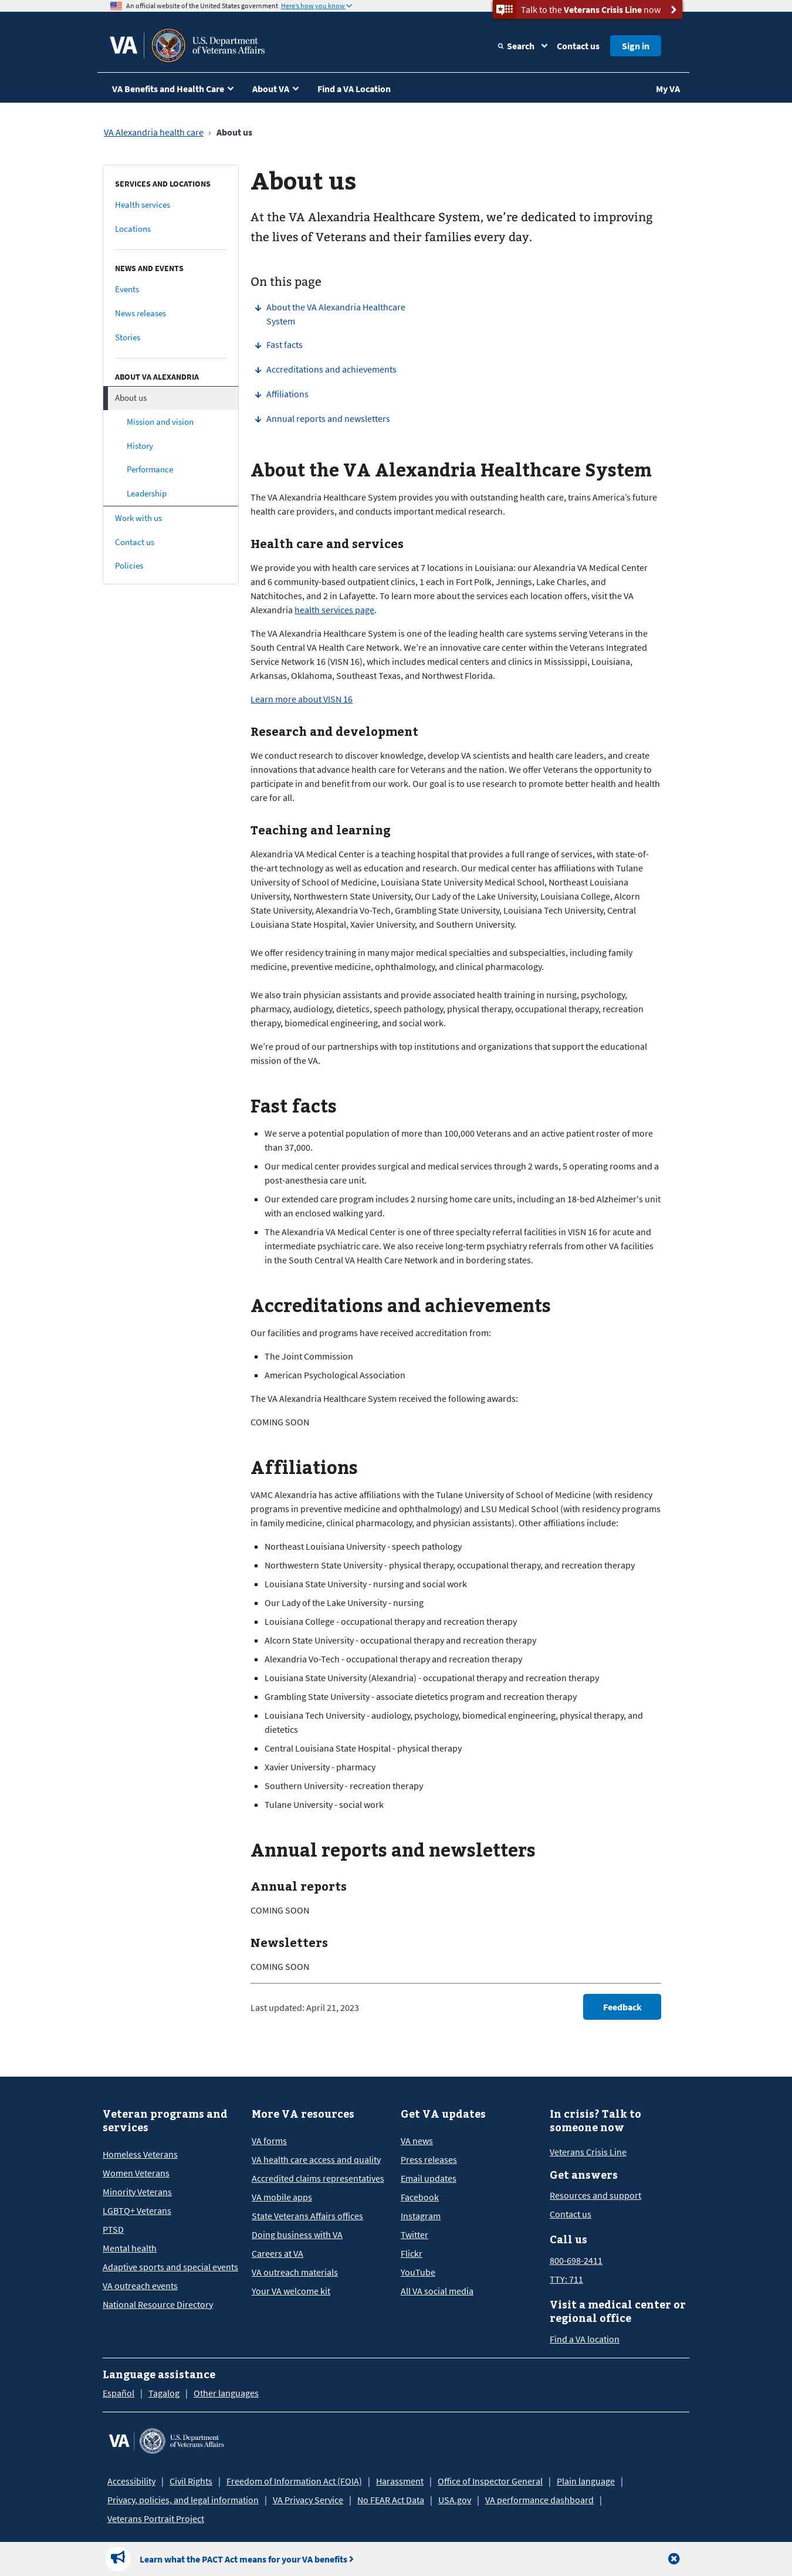 An official website of the United States government Here's how you know
Talk to the Veterans Crisis Line now
VA
U.S. Department
of Veterans Affairs
Search
Contact us
Sign in
VA Benefits and Health Care
About VA
Find a VA Location
My VA
VA Alexandria health care › About us
SERVICES AND LOCATIONS
Health services
Locations
NEWS AND EVENTS
Events
News releases
Stories
ABOUT VA ALEXANDRIA
About us
Mission and vision
History
Performance
Leadership
Work with us
Contact us
Policies
About us
At the VA Alexandria Healthcare System, we're dedicated to improving
the lives of Veterans and their families every day.
On this page
About the VA Alexandria Healthcare
System
Fast facts
Accreditations and achievements
Affiliations
Annual reports and newsletters
About the VA Alexandria Healthcare System
The VA Alexandria Healthcare System provides you with outstanding health care, trains America's future
health care providers, and conducts important medical research.
Health care and services
We provide you with health care services at 7 locations in Louisiana: our Alexandria VA Medical Center
and 6 community-based outpatient clinics, 1 each in Fort Polk, Jennings, Lake Charles, and
Natchitoches, and 2 in Lafayette. To learn more about the services each location offers, visit the VA
Alexandria health services page.
The VA Alexandria Healthcare System is one of the leading health care systems serving Veterans in the
South Central VA Health Care Network. We're an innovative care center within the Veterans Integrated
Service Network 16 (VISN 16), which includes medical centers and clinics in Mississippi, Louisiana,
Arkansas, Oklahoma, Southeast Texas, and Northwest Florida.
Learn more about VISN 16
Research and development
We conduct research to discover knowledge, develop VA scientists and health care leaders, and create
innovations that advance health care for Veterans and the nation. We offer Veterans the opportunity to
participate in and benefit from our work. Our goal is to use research to promote better health and health
care for all.
Teaching and learning
Alexandria VA Medical Center is a teaching hospital that provides a full range of services, with state-of-
the-art technology as well as education and research. Our medical center has affiliations with Tulane
University of School of Medicine, Louisiana State University Medical School, Northeast Louisiana
University, Northwestern State University, Our Lady of the Lake University, Louisiana College, Alcorn
State University, Alexandria Vo-Tech, Grambling State University, Louisiana Tech University, Central
Louisiana State Hospital, Xavier University, and Southern University.
We offer residency training in many major medical specialties and subspecialties, including family
medicine, preventive medicine, ophthalmology, and clinical pharmacology.
We also train physician assistants and provide associated health training in nursing, psychology,
pharmacy, audiology, dietetics, speech pathology, physical therapy, occupational therapy, recreation
therapy, biomedical engineering, and social work.
We're proud of our partnerships with top institutions and organizations that support the educational
mission of the VA.
Fast facts
We serve a potential population of more than 100,000 Veterans and an active patient roster of more
than 37,000.
Our medical center provides surgical and medical services through 2 wards, 5 operating rooms and a
post-anesthesia care unit.
Our extended care program includes 2 nursing home care units, including an 18-bed Alzheimer's unit
with an enclosed walking yard.
The Alexandria VA Medical Center is one of three specialty referral facilities in VISN 16 for acute and
intermediate psychiatric care. We also receive long-term psychiatry referrals from other VA facilities
in the South Central VA Health Care Network and in bordering states.
Accreditations and achievements
Our facilities and programs have received accreditation from:
The Joint Commission
American Psychological Association
The VA Alexandria Healthcare System received the following awards:
COMING SOON
Affiliations
VAMC Alexandria has active affiliations with the Tulane University of School of Medicine (with residency
programs in preventive medicine and ophthalmology) and LSU Medical School (with residency programs
in family medicine, clinical pharmacology, and physician assistants). Other affiliations include:
Northeast Louisiana University - speech pathology
Northwestern State University - physical therapy, occupational therapy, and recreation therapy
Louisiana State University - nursing and social work
Our Lady of the Lake University - nursing
Louisiana College - occupational therapy and recreation therapy
Alcorn State University - occupational therapy and recreation therapy
Alexandria Vo-Tech - occupational therapy and recreation therapy
Louisiana State University (Alexandria) - occupational therapy and recreation therapy
Grambling State University - associate dietetics program and recreation therapy
Louisiana Tech University - audiology, psychology, biomedical engineering, physical therapy, and
dietetics
Central Louisiana State Hospital - physical therapy
Xavier University - pharmacy
Southern University - recreation therapy
Tulane University - social work
Annual reports and newsletters
Annual reports
COMING SOON
Newsletters
COMING SOON
Last updated: April 21, 2023
Feedback
Veteran programs and
services
Homeless Veterans
Women Veterans
Minority Veterans
LGBTQ+ Veterans
PTSD
Mental health
Adaptive sports and special events
VA outreach events
National Resource Directory
More VA resources
VA forms
VA health care access and quality
Accredited claims representatives
VA mobile apps
State Veterans Affairs offices
Doing business with VA
Careers at VA
VA outreach materials
Your VA welcome kit
Get VA updates
VA news
Press releases
Email updates
Facebook
Instagram
Twitter
Flickr
YouTube
All VA social media
In crisis? Talk to
someone now
Veterans Crisis Line
Get answers
Resources and support
Contact us
Call us
800-698-2411
TTY: 711
Visit a medical center or
regional office
Find a VA location
Language assistance
Español | Tagalog | Other languages
VA
U.S. Department
of Veterans Affairs
Accessibility | Civil Rights | Freedom of Information Act (FOIA) | Harassment | Office of Inspector General | Plain language |
Privacy, policies, and legal information | VA Privacy Service | No FEAR Act Data | USA.gov | VA performance dashboard |
Veterans Portrait Project
Learn what the PACT Act means for your VA benefits